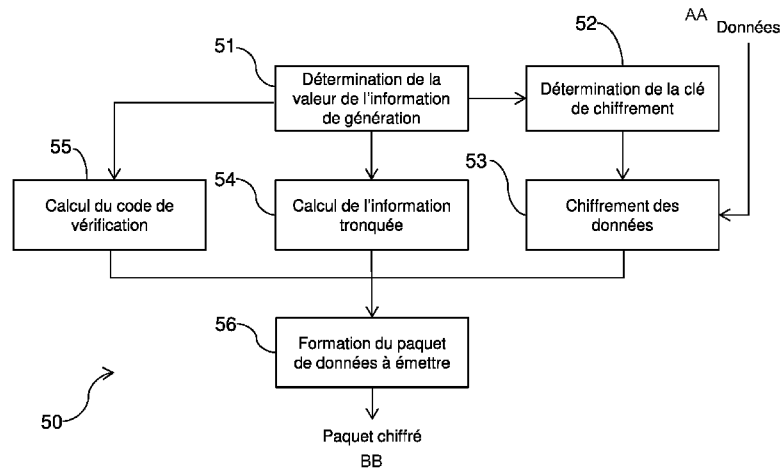 AA
Données
51
Détermination de la
valeur de l'information
de génération
52
Détermination de la clé
de chiffrement
55
Calcul du code de
vérification
54
Calcul de l'information
tronquée
53
Chiffrement des
données
56
Formation du paquet
de données à émettre
50
Paquet chiffré
BB